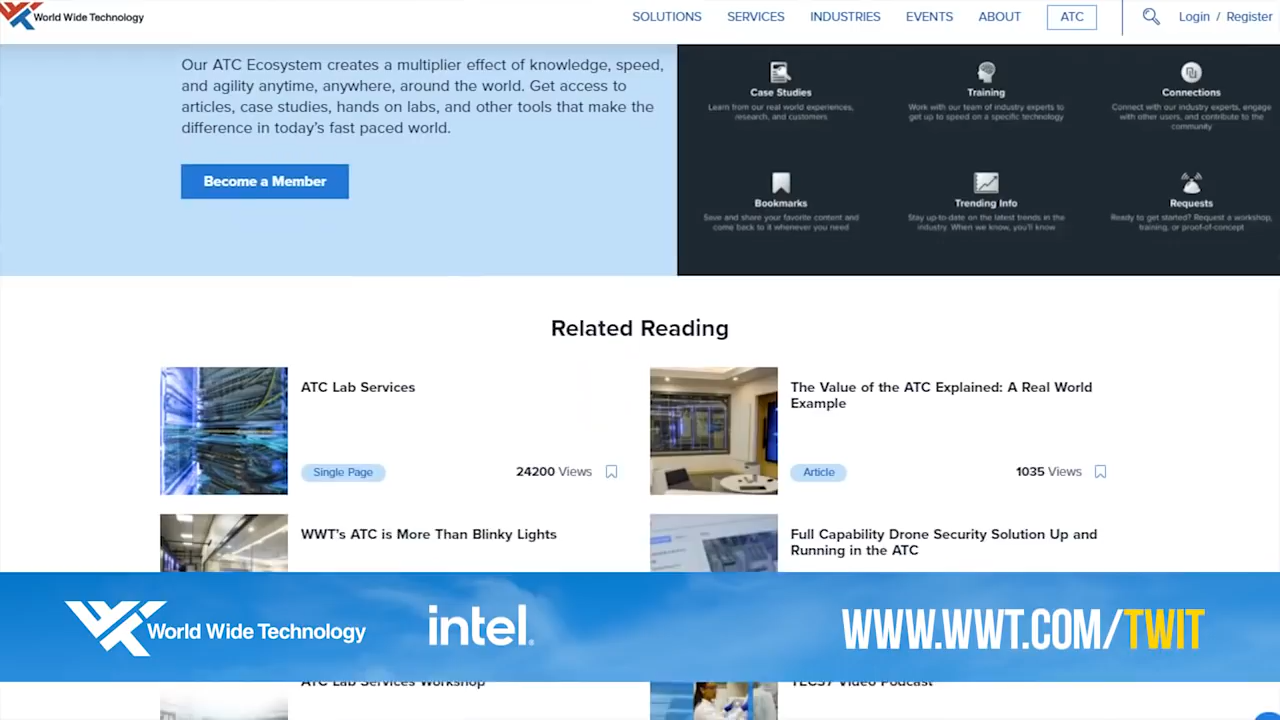 World Wide Technology
SOLUTIONS SERVICES INDUSTRIES EVENTS ABOUT ATC Login / Register
Our ATC Ecosystem creates a multiplier effect of knowledge, speed,
and agility anytime, anywhere, around the world. Get access to
articles, case studies, hands on labs, and other tools that make the
difference in today's fast paced world.
Become a Member
Case Studies
Learn from our real world experiences,
research, and customers
Training
Work with our team of industry experts to
get up to speed on a specific technology
Connections
Connect with our industry experts, engage
with other users, and contribute to the
community
Bookmarks
Save and share your favorite content and
come back to it whenever you need
Trending Info
Stay up-to-date on the latest trends in the
industry. When we know, you'll know
Requests
Ready to get started? Request a workshop,
training, or proof-of-concept
Related Reading
ATC Lab Services
Single Page 24200 Views
The Value of the ATC Explained: A Real World
Example
Article 1035 Views
WWT's ATC is More Than Blinky Lights
Full Capability Drone Security Solution Up and
Running in the ATC
World Wide Technology
intel.
WWW.WWT.COM/TWIT
ATC Lab Services Workshop
TEC37 Video Podcast